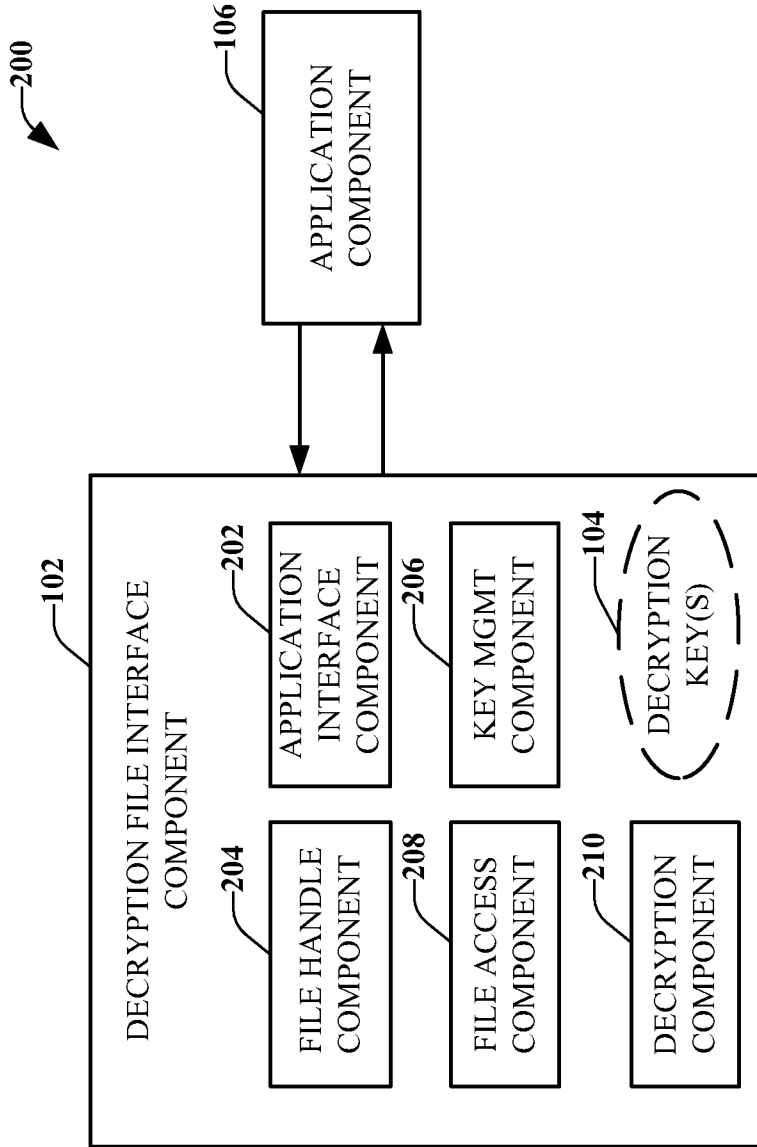 200
102
DECRYPTION FILE INTERFACE
COMPONENT
204
FILE HANDLE
COMPONENT
202
APPLICATION
INTERFACE
COMPONENT
208
FILE ACCESS
COMPONENT
206
KEY MGMT
COMPONENT
210
DECRYPTION
COMPONENT
104
DECRYPTION
KEY(S)
106
APPLICATION
COMPONENT